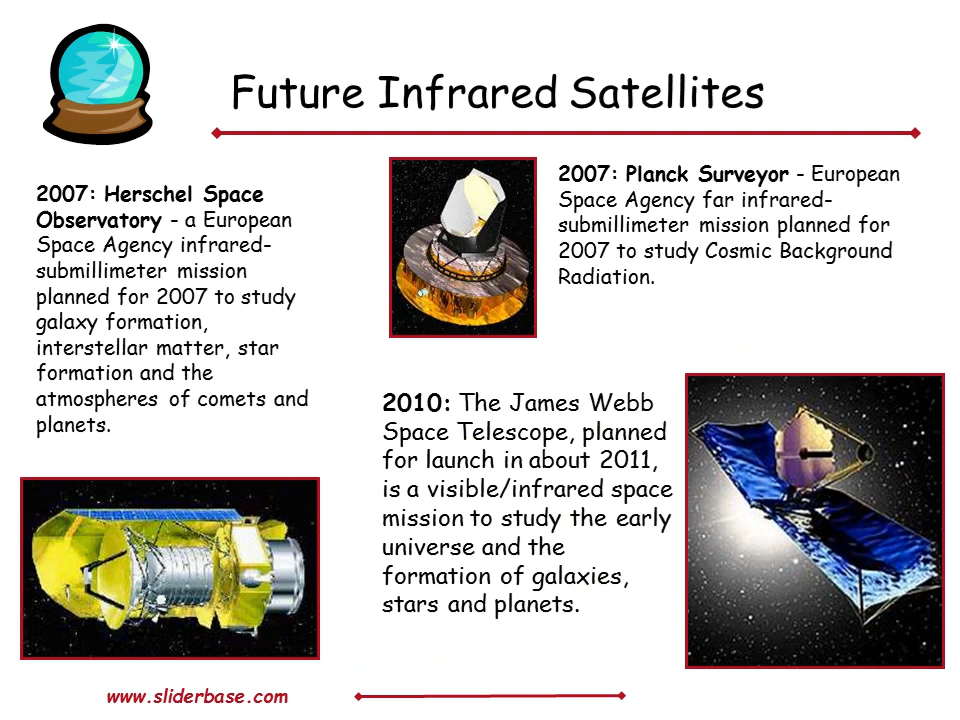 Future Infrared Satellites
2007: Herschel Space
Observatory - a European
Space Agency infrared-
submillimeter mission
planned for 2007 to study
galaxy formation,
interstellar matter, star
formation and the
atmospheres of comets and
planets.
2007: Planck Surveyor - European
Space Agency far infrared-
submillimeter mission planned for
2007 to study Cosmic Background
Radiation.
2010: The James Webb
Space Telescope, planned
for launch in about 2011,
is a visible/infrared space
mission to study the early
universe and the
formation of galaxies,
stars and planets.
www.sliderbase.com